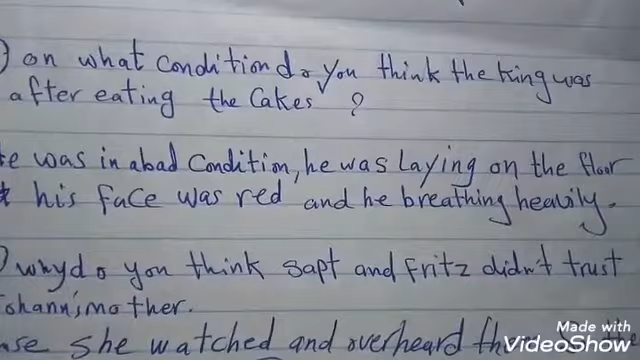 ) on what condition do you think the king was
after eating the Cakes ?
he was in a bad Condition, he was laying on the floor
his face was red and he breathing heavily.
) why do you think sapt and fritz didn't trust
Johann's mother.
she watched and overheard
Made with
VideoShow